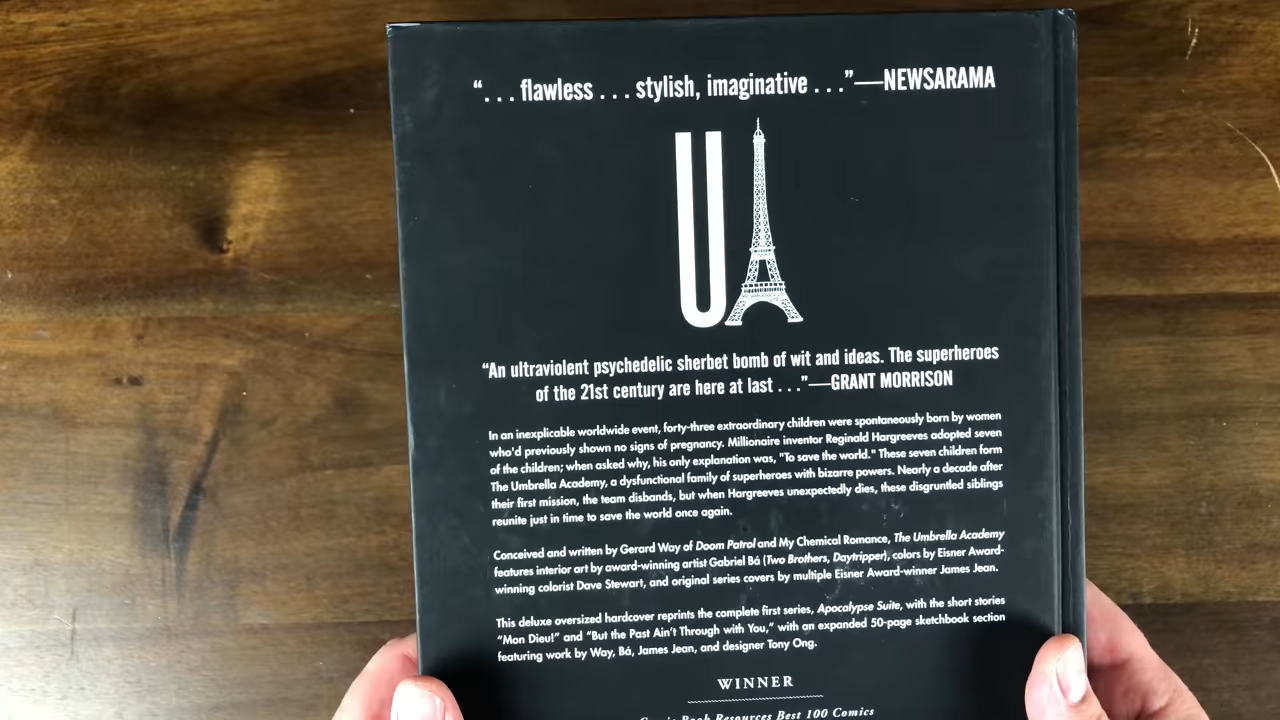 “. . . flawless . . . stylish, imaginative . . .”—NEWSARAMA
U
“An ultraviolent psychedelic sherbet bomb of wit and ideas. The superheroes
of the 21st century are here at last . . .”—GRANT MORRISON
In an inexplicable worldwide event, forty-three extraordinary children were spontaneously born by women
who'd previously shown no signs of pregnancy. Millionaire inventor Reginald Hargreeves adopted seven
of the children; when asked why, his only explanation was, "To save the world." These seven children form
The Umbrella Academy, a dysfunctional family of superheroes with bizarre powers. Nearly a decade after
their first mission, the team disbands, but when Hargreeves unexpectedly dies, these disgruntled siblings
reunite just in time to save the world once again.
Conceived and written by Gerard Way of Doom Patrol and My Chemical Romance, The Umbrella Academy
features interior art by award-winning artist Gabriel Bá (Two Brothers, Daytripper), colors by Eisner Award-
winning colorist Dave Stewart, and original series covers by multiple Eisner Award-winner James Jean.
This deluxe oversized hardcover reprints the complete first series, Apocalypse Suite, with the short stories
“Mon Dieu!” and “But the Past Ain’t Through with You,” with an expanded 50-page sketchbook section
featuring work by Way, Bá, James Jean, and designer Tony Ong.
WINNER
Comic Book Resources Best 100 Comics